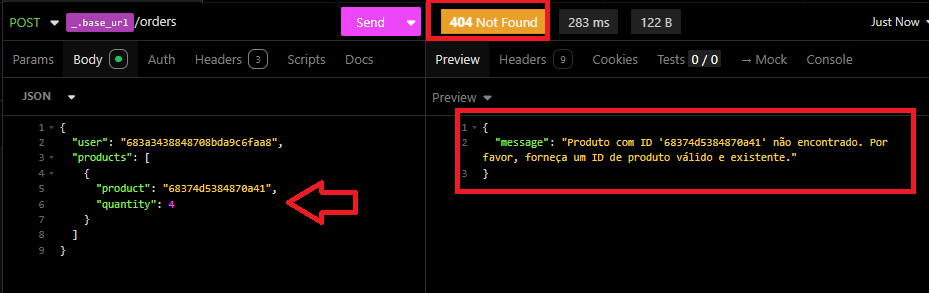 POST _.base_url /orders Send 404 Not Found 283 ms 122 B Just Now
Params Body Auth Headers 3 Scripts Docs Preview Headers 9 Cookies Tests 0 / 0 → Mock Console
JSON
Preview
1 {
2 "user": "683a3438848708bda9c6faa8",
3 "products": [
4 {
5 "product": "68374d5384870a41",
6 "quantity": 4
7 }
8 ]
9 }
1 {
2 "message": "Produto com ID '68374d5384870a41' não encontrado. Por
favor, forneça um ID de produto válido e existente."
3 }